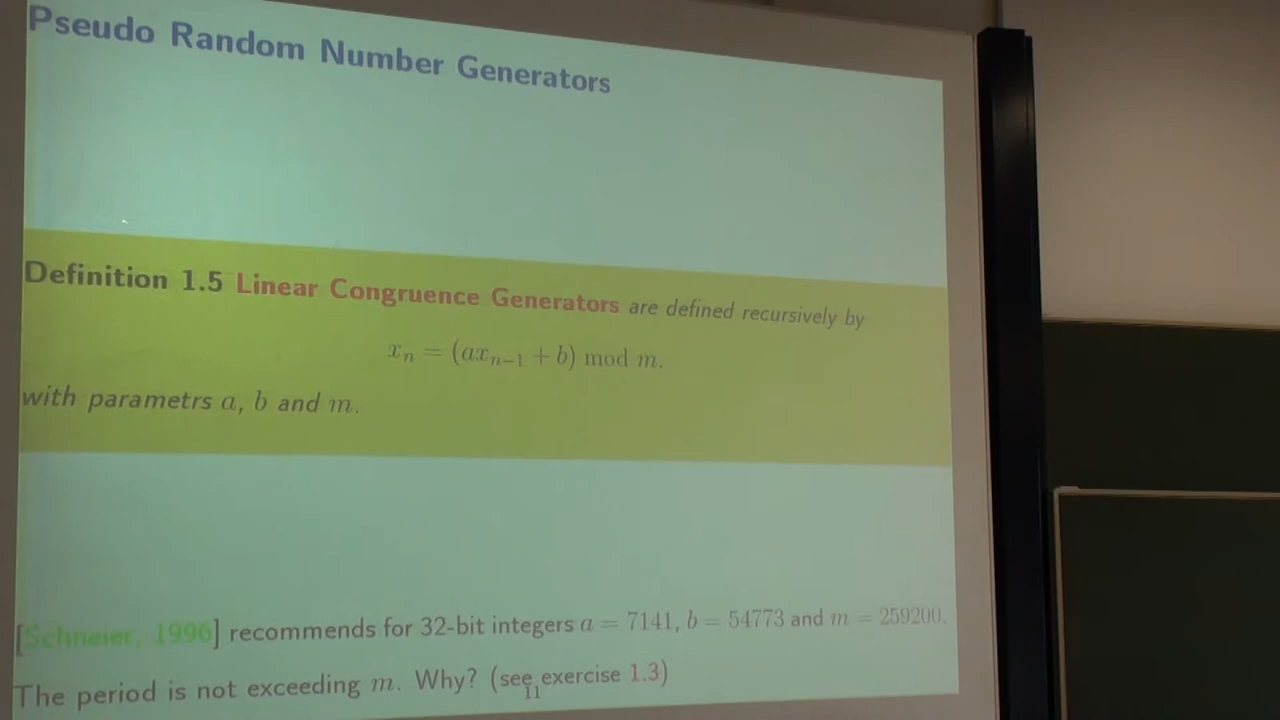 Pseudo Random Number Generators
Definition 1.5 Linear Congruence Generators are defined recursively by
xₙ = (axₙ₋₁ + b) mod m.
with parametrs a, b and m.
[Schneier, 1996] recommends for 32-bit integers a = 7141, b = 54773 and m = 259200.
The period is not exceeding m. Why? (see exercise 1.3)
11